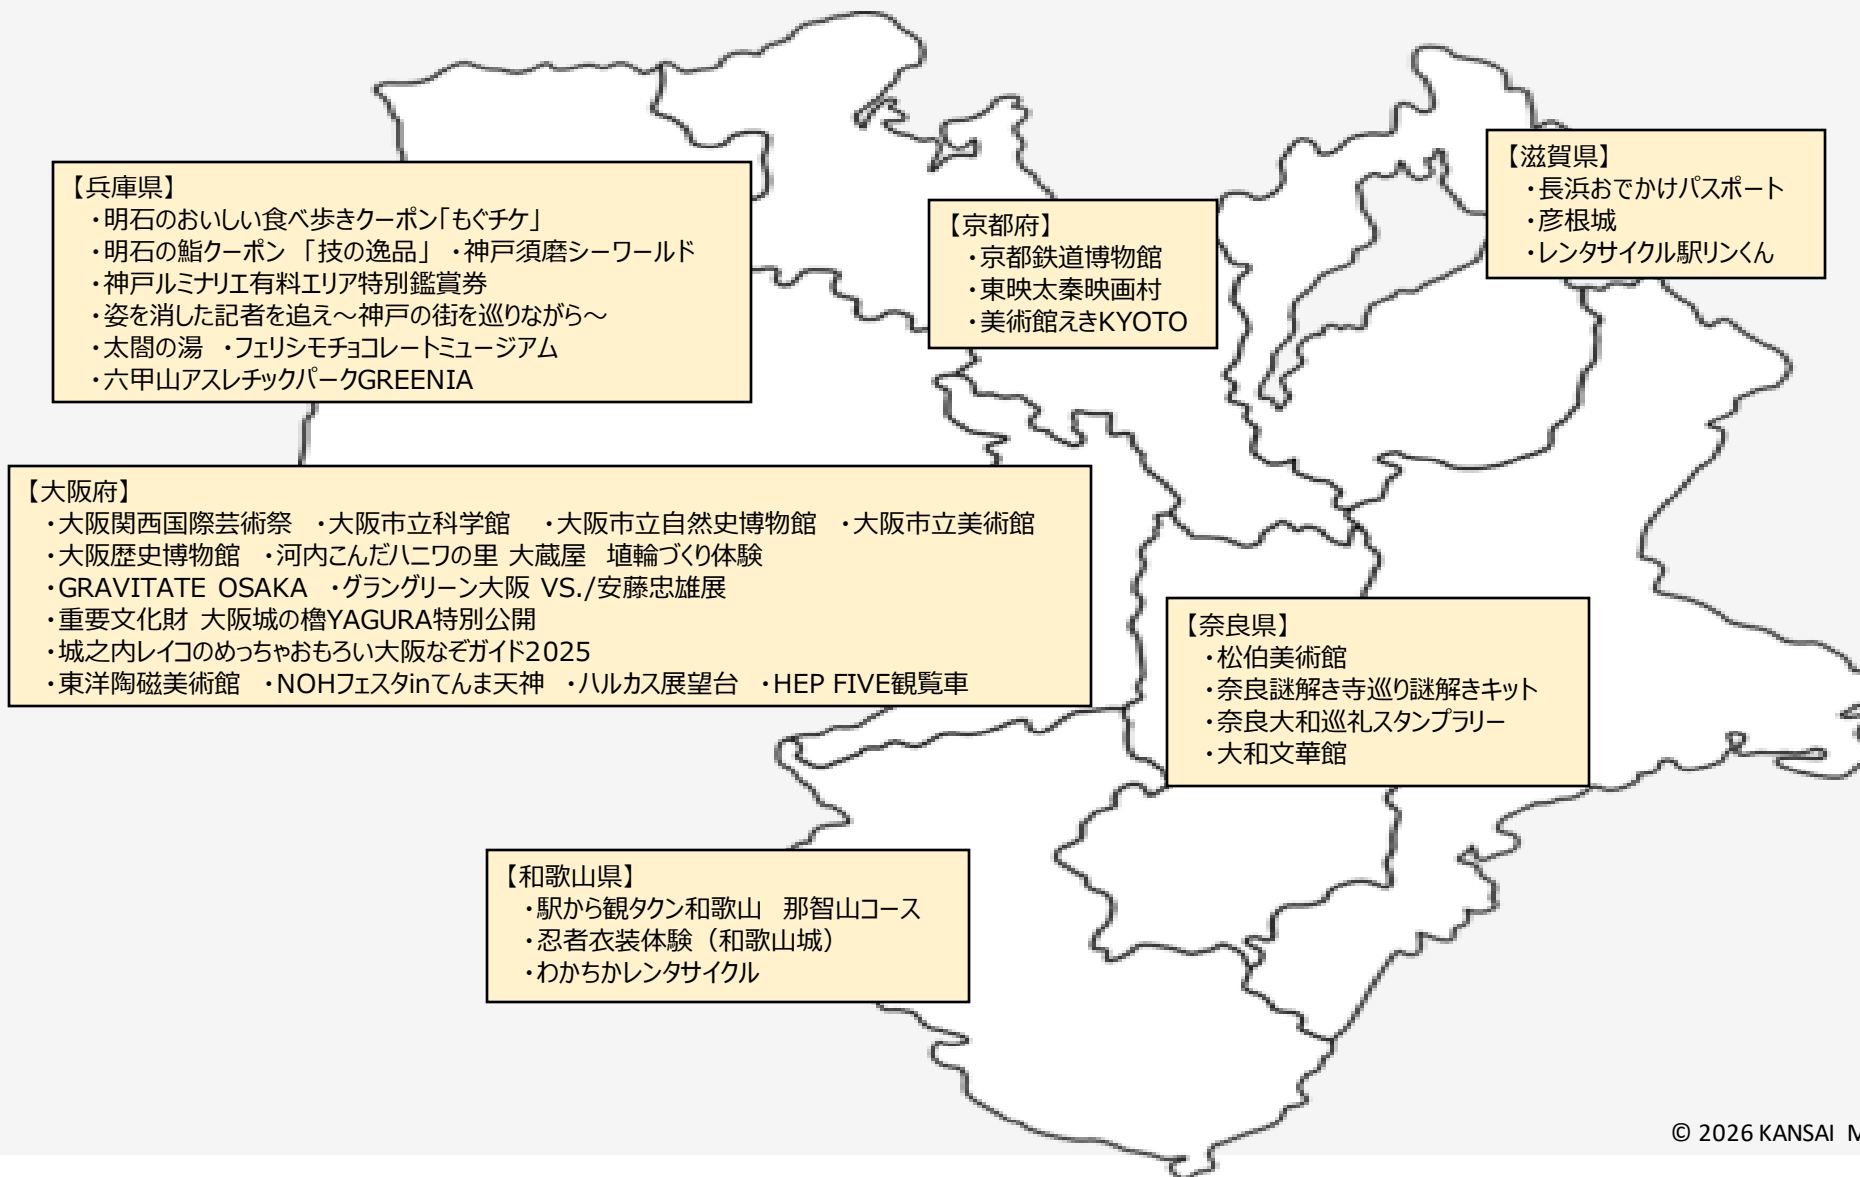 【兵庫県】
・明石のおいしい食べ歩きクーポン「もぐチケ」
・明石の鮨クーポン 「技の逸品」 ・神戸須磨シーワールド
・神戸ルミナリエ有料エリア特別鑑賞券
・姿を消した記者を追え～神戸の街を巡りながら～
・太閤の湯 ・フェリシモチョコレートミュージアム
・六甲山アスレチックパークGREENIA
【京都府】
・京都鉄道博物館
・東映太秦映画村
・美術館えきKYOTO
【滋賀県】
・長浜おでかけパスポート
・彦根城
・レンタサイクル駅リンくん
【大阪府】
・大阪関西国際芸術祭 ・大阪市立科学館 ・大阪市立自然史博物館 ・大阪市立美術館
・大阪歴史博物館 ・河内こんだハニワの里 大蔵屋 埴輪づくり体験
・GRAVITATE OSAKA ・グラングリーン大阪 VS./安藤忠雄展
・重要文化財 大阪城の櫓YAGURA特別公開
・城之内レイコのめっちゃおもろい大阪なぞガイド2025
・東洋陶磁美術館 ・NOHフェスタinてんま天神 ・ハルカス展望台 ・HEP FIVE観覧車
【奈良県】
・松伯美術館
・奈良謎解き寺巡り謎解きキット
・奈良大和巡礼スタンプラリー
・大和文華館
【和歌山県】
・駅から観タクン和歌山 那智山コース
・忍者衣装体験（和歌山城）
・わかちかレンタサイクル
© 2026 KANSAI M